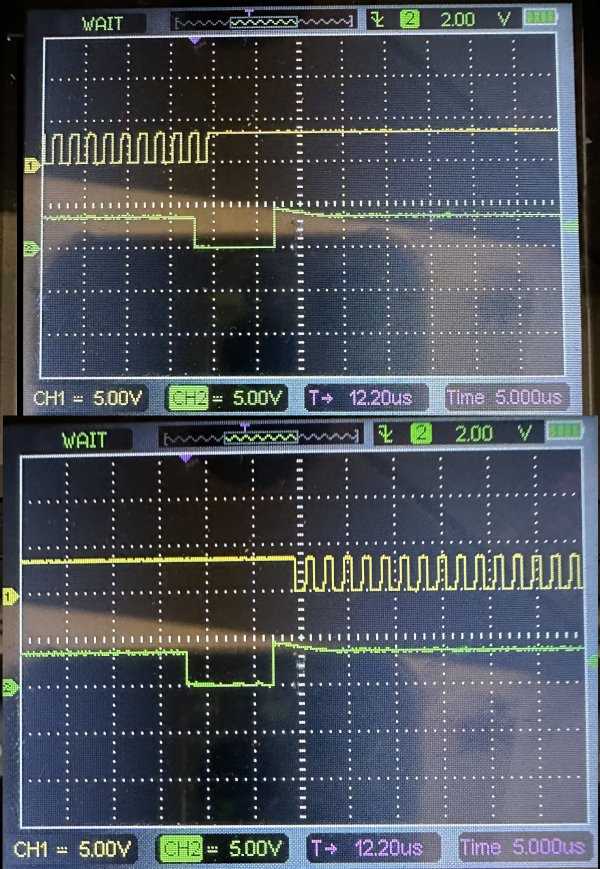 WAIT T 2 2.00 V
1
2
CH1 = 5.00V CH2 = 5.00V T→ 12.20us Time 5.000us
WAIT T 2 2.00 V
1
2
CH1 = 5.00V CH2 = 5.00V T→ 12.20us Time 5.000us